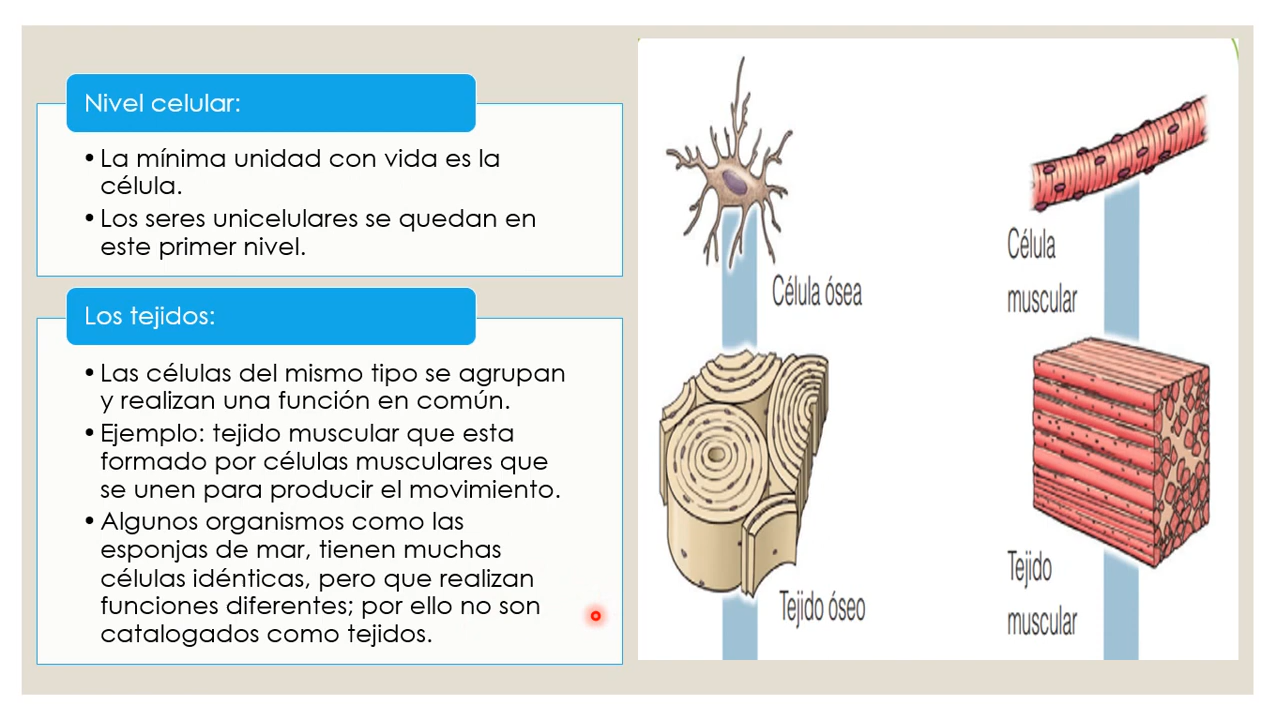 Nivel celular:
• La mínima unidad con vida es la
célula.
• Los seres unicelulares se quedan en
este primer nivel.
Los tejidos:
• Las células del mismo tipo se agrupan
y realizan una función en común.
• Ejemplo: tejido muscular que esta
formado por células musculares que
se unen para producir el movimiento.
• Algunos organismos como las
esponjas de mar, tienen muchas
células idénticas, pero que realizan
funciones diferentes; por ello no son
catalogados como tejidos.
Célula ósea
Célula
muscular
Tejido óseo
Tejido
muscular